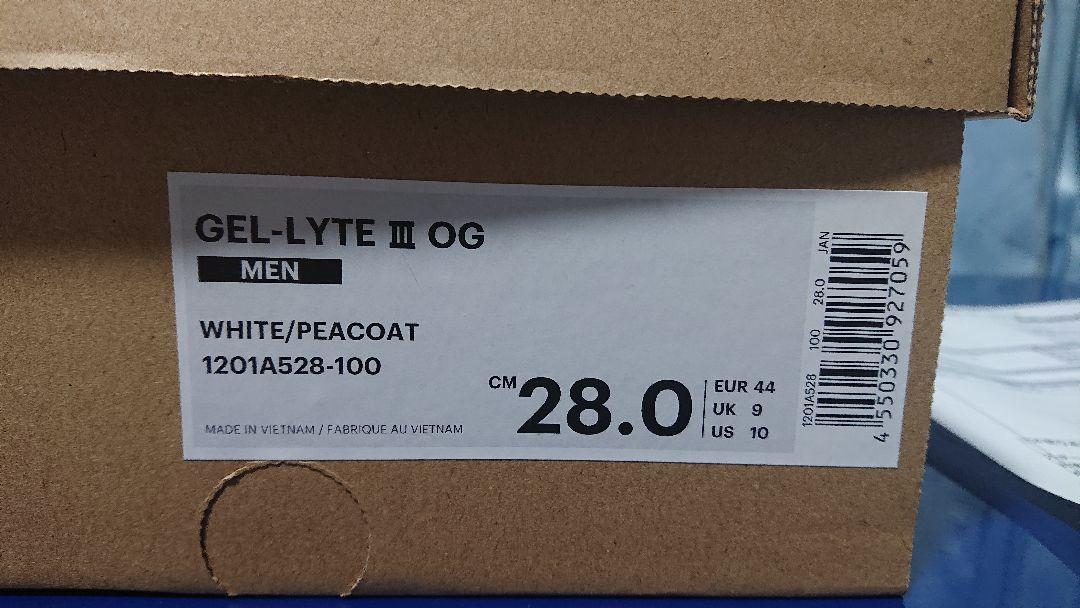 GEL-LYTE Ⅲ OG
MEN
WHITE/PEACOAT
1201A528-100
CM 28.0
EUR 44
UK 9
US 10
MADE IN VIETNAM / FABRIQUE AU VIETNAM
1201A528 100 28.0 JAN
4550330927059